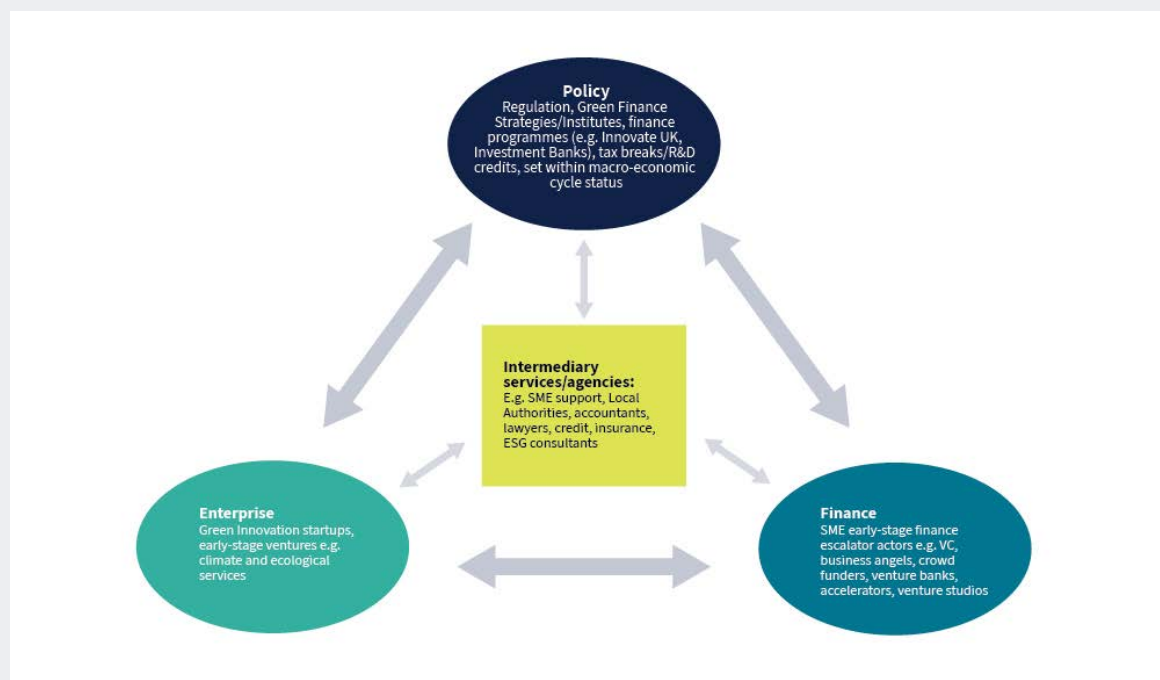 Policy
Regulation, Green Finance
Strategies/Institutes, finance
programmes (e.g. Innovate UK,
Investment Banks), tax breaks/R&D
credits, set within macro-economic
cycle status
Intermediary
services/agencies:
E.g. SME support, Local
Authorities, accountants,
lawyers, credit, insurance,
ESG consultants
Enterprise
Green Innovation startups,
early-stage ventures e.g.
climate and ecological
services
Finance
SME early-stage finance
escalator actors e.g. VC,
business angels, crowd
funders, venture banks,
accelerators, venture studios